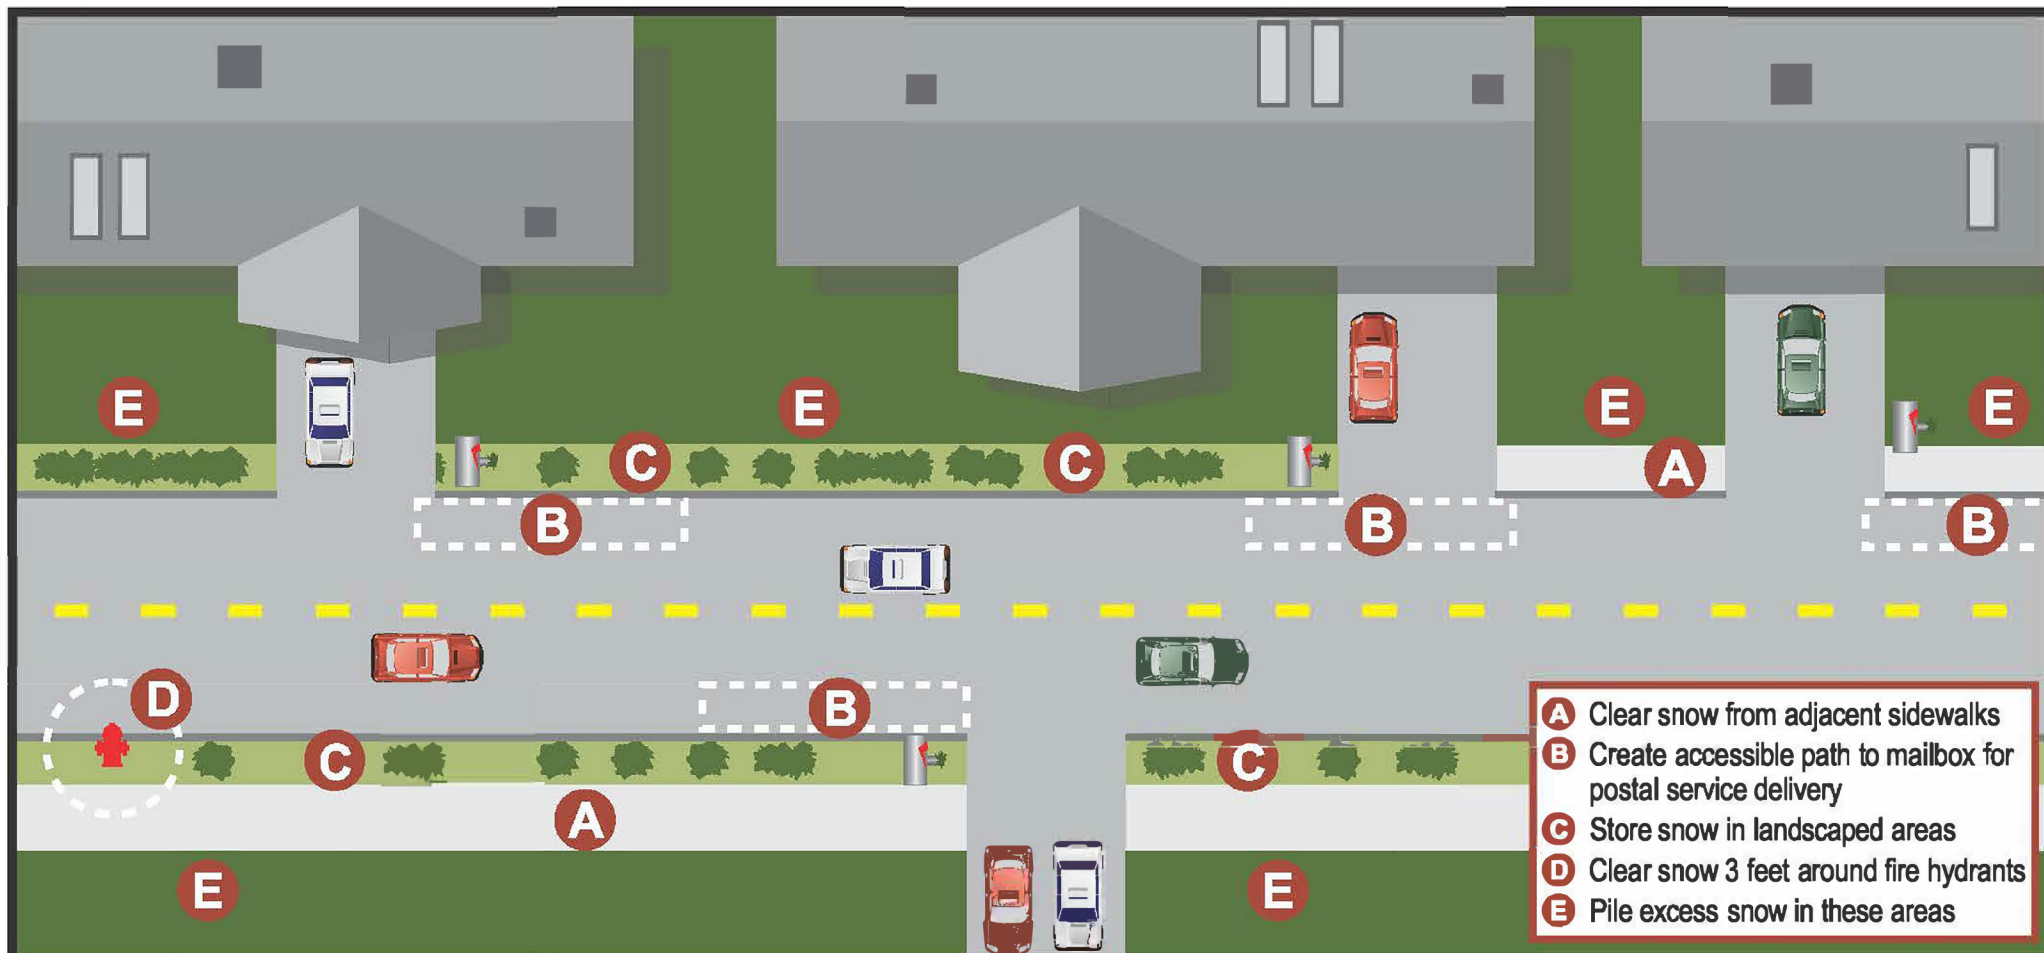 E
E
E
E
C
C
A
B
B
B
D
B
C
C
A
E
E
A Clear snow from adjacent sidewalks
B Create accessible path to mailbox for
postal service delivery
C Store snow in landscaped areas
D Clear snow 3 feet around fire hydrants
E Pile excess snow in these areas